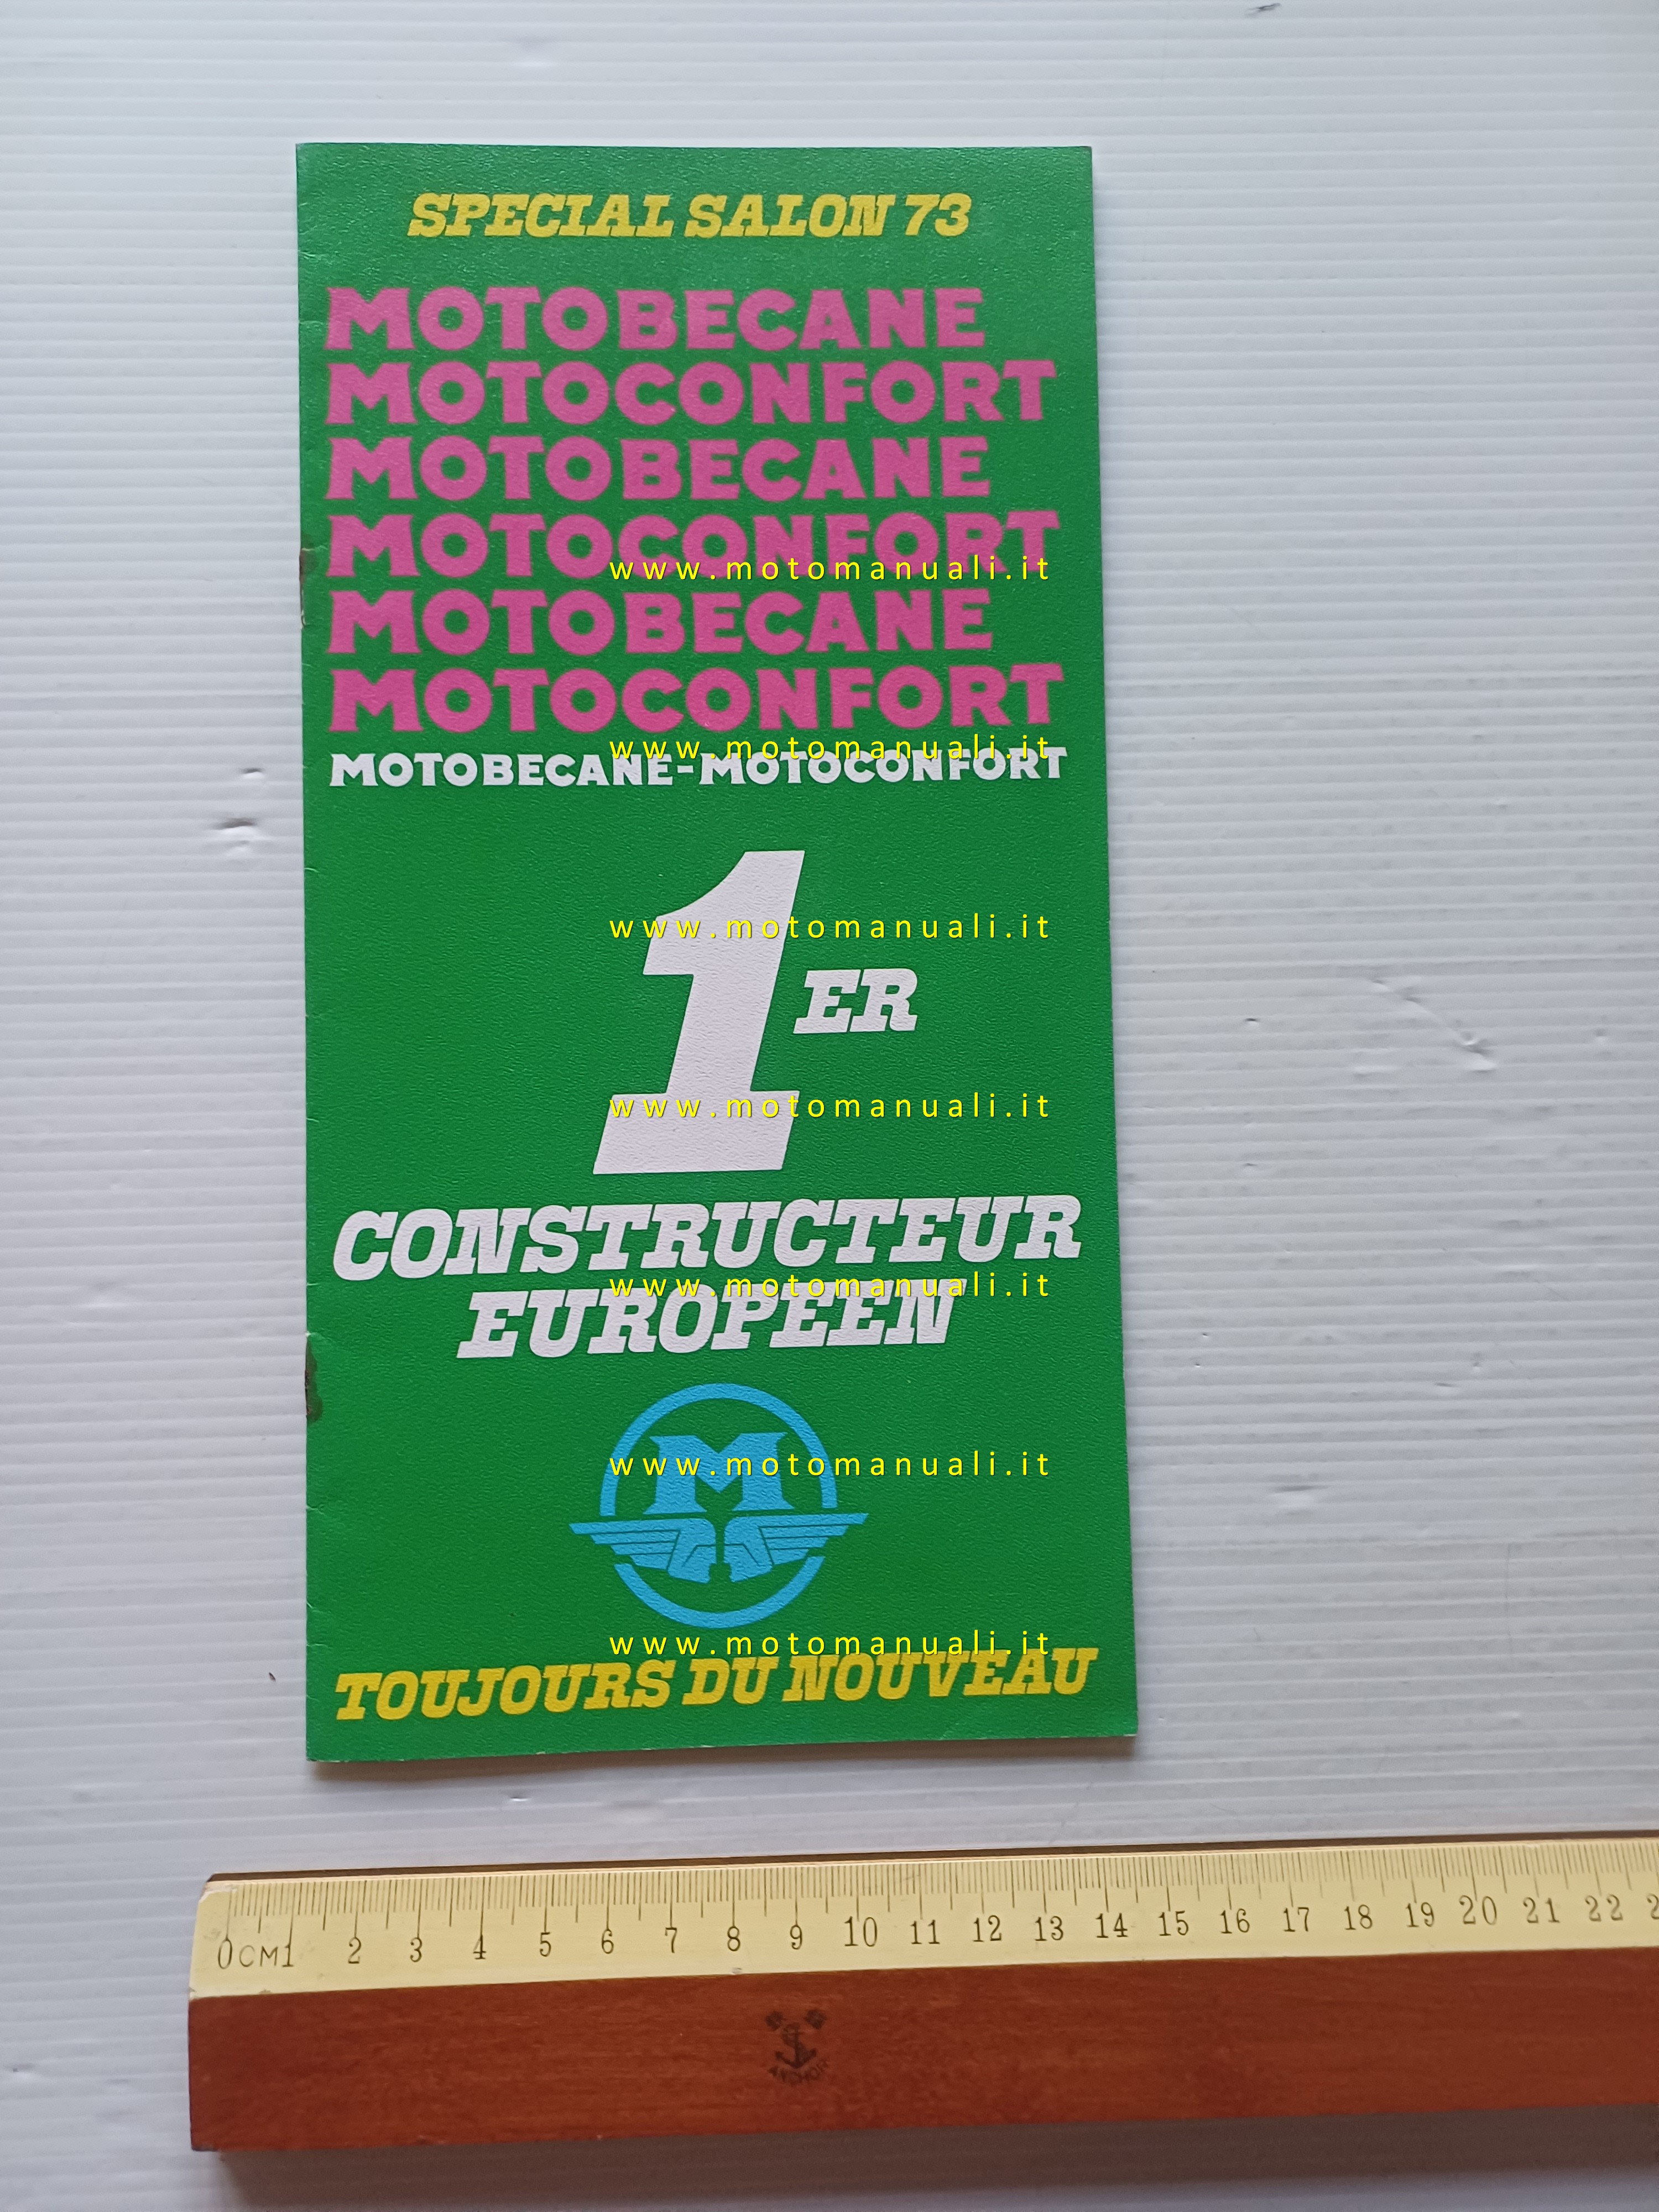 SPECIAL SALON 73
MOTOBECANE
MOTOCONFORT
MOTOBECANE
MOTOCONFORT
www.motomanuali.it
MOTOBECANE
MOTOCONFORT
www.motomanuali.it
MOTOBECANE-MOTOCONFORT
www.motomanuali.it
1ER
www.motomanuali.it
CONSTRUCTEUR
www.motomanuali.it
EUROPEEN
M
www.motomanuali.it
www.motomanuali.it
TOUJOURS DU NOUVEAU
0CM1 2 3 4 5 6 7 8 9 10 11 12 13 14 15 16 17 18 19 20 21 22
ANCHOR